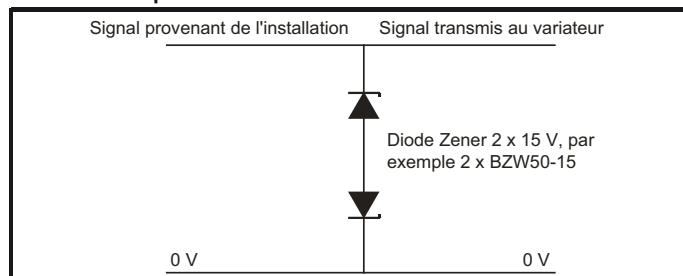 Signal provenant de l'installation Signal transmis au variateur
Diode Zener 2 x 15 V, par
exemple 2 x BZW50-15
0 V 0 V